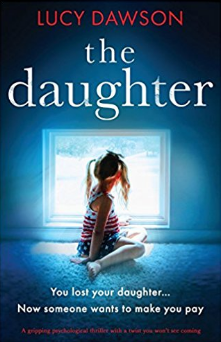 LUCY DAWSON
the
daughter
You lost your daughter...
Now someone wants to make you pay
A gripping psychological thriller with a twist you won't see coming